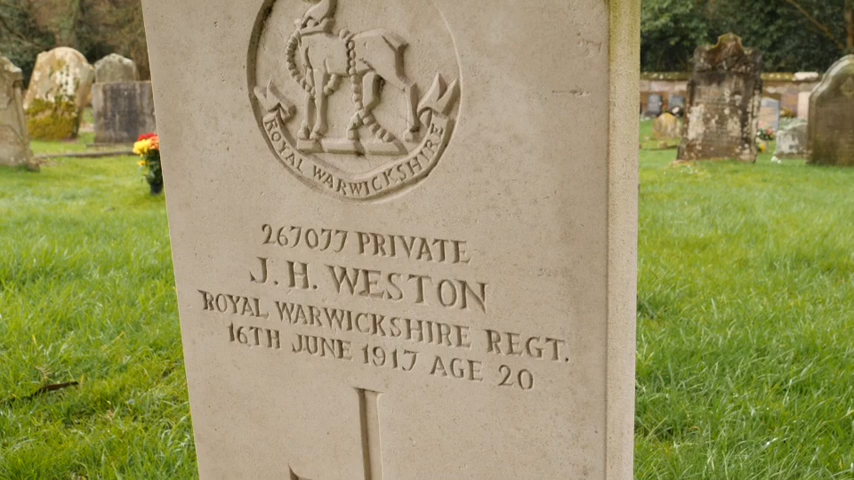 ROYAL WARWICKSHIRE
267077 PRIVATE
J. H. WESTON
ROYAL WARWICKSHIRE REGT.
16TH JUNE 1917 AGE 20